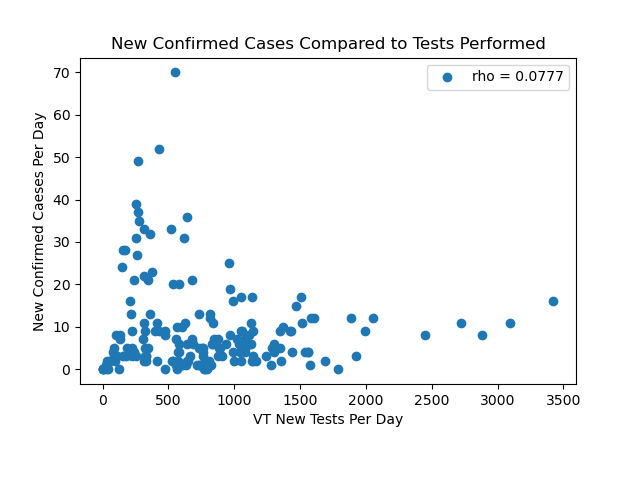 New Confirmed Cases Compared to Tests Performed
rho = 0.0777
New Confirmed Caeses Per Day
70
60
50
40
30
20
10
0
0 500 1000 1500 2000 2500 3000 3500
VT New Tests Per Day